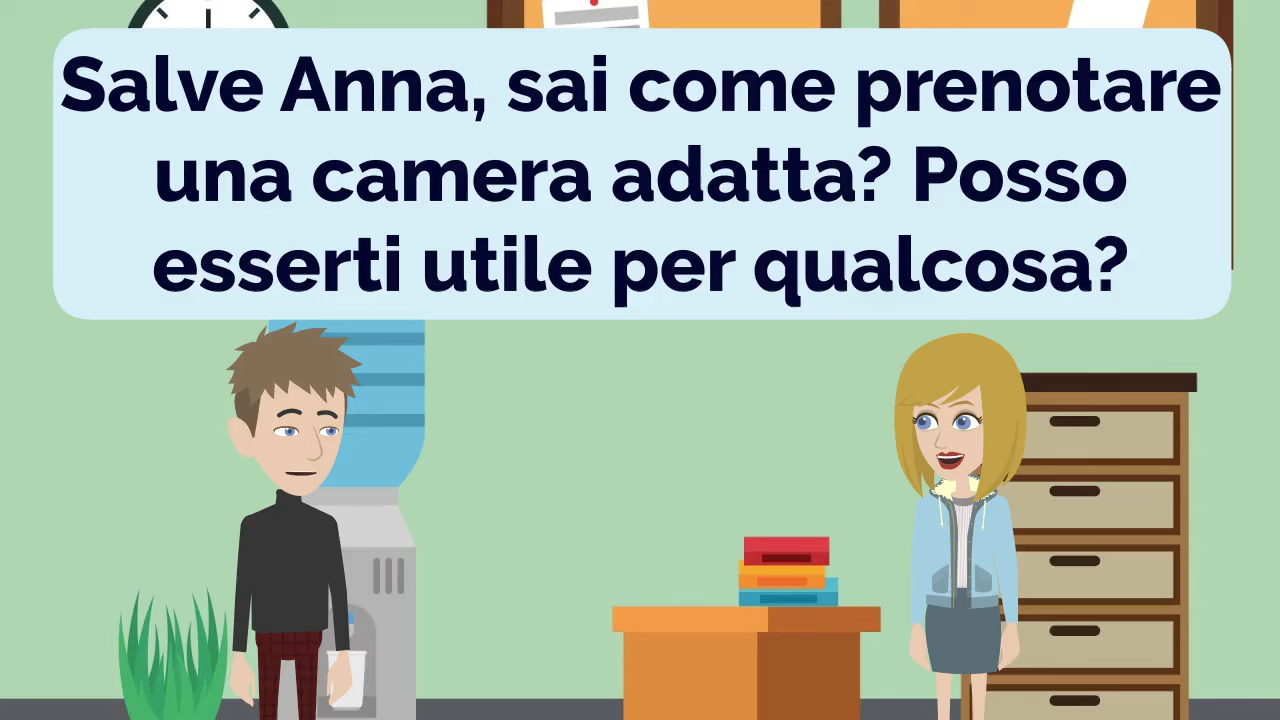 Salve Anna, sai come prenotare
una camera adatta? Posso
esserti utile per qualcosa?